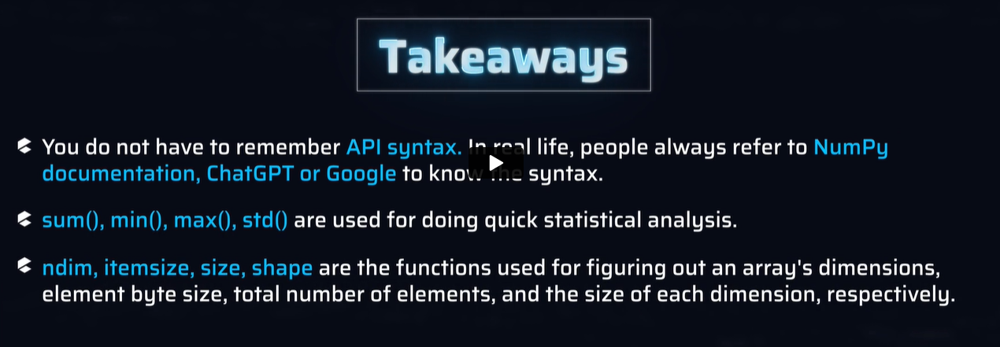 Takeaways
You do not have to remember API syntax. In real life, people always refer to NumPy
documentation, ChatGPT or Google to know the syntax.
sum(), min(), max(), std() are used for doing quick statistical analysis.
ndim, itemsize, size, shape are the functions used for figuring out an array's dimensions,
element byte size, total number of elements, and the size of each dimension, respectively.